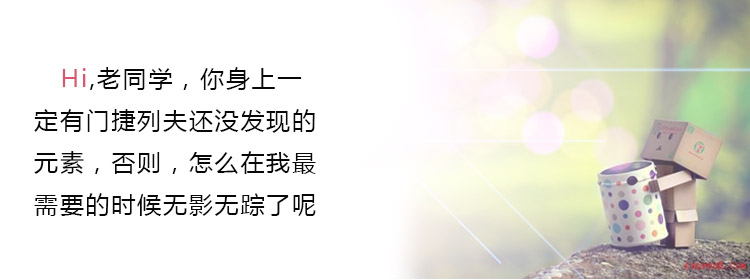 Hi,老同学，你身上一
定有门捷列夫还没发现的
元素，否则，怎么在我最
需要的时候无影无踪了呢